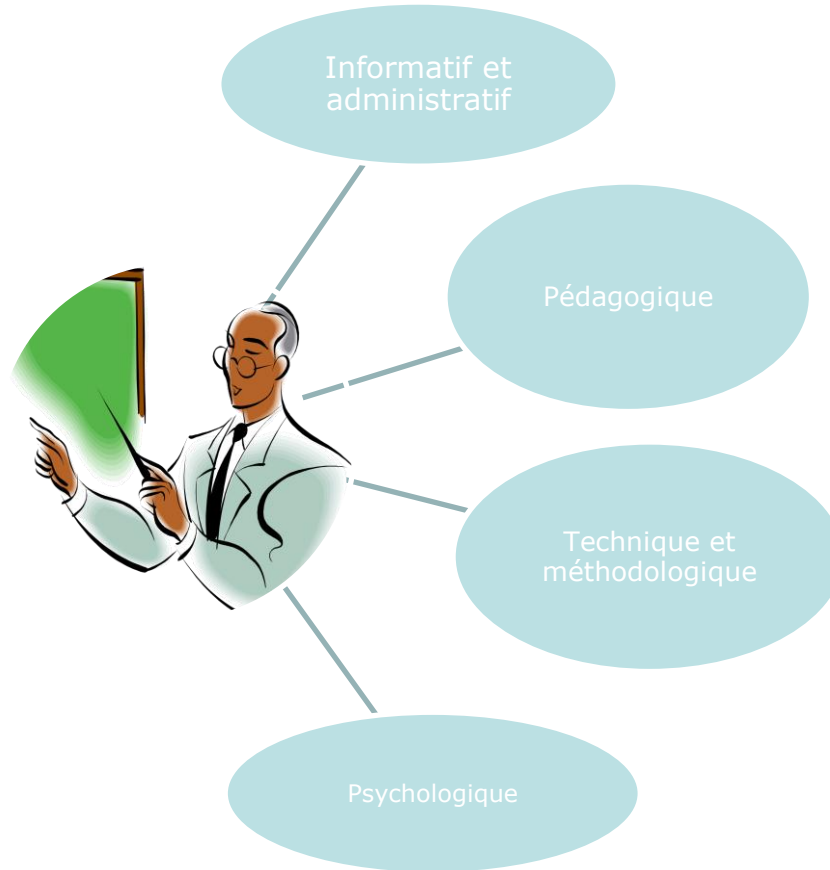 Informatif et
administratif
Pédagogique
Technique et
méthodologique
Psychologique